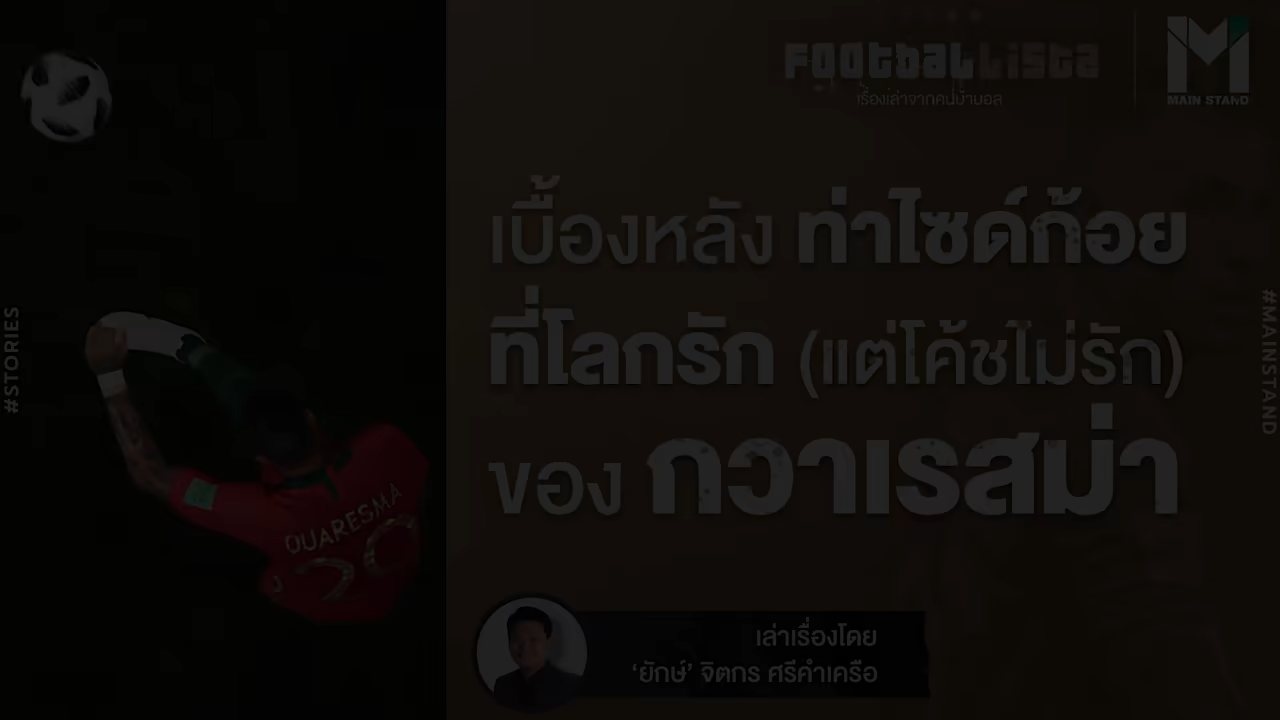 Footballista
เรื่องเล่าจากคนบ้าบอล
MAIN STAND
เบื้องหลัง ท่าไซด์ก้อย
ที่โลกรัก (แต่โค้ชไม่รัก)
ของ กวาเรสม่า
#STORIES
#MAINSTAND
QUARESMA
20
เล่าเรื่องโดย
‘ยักษ์’ จิตกร ศรีคำเครือ